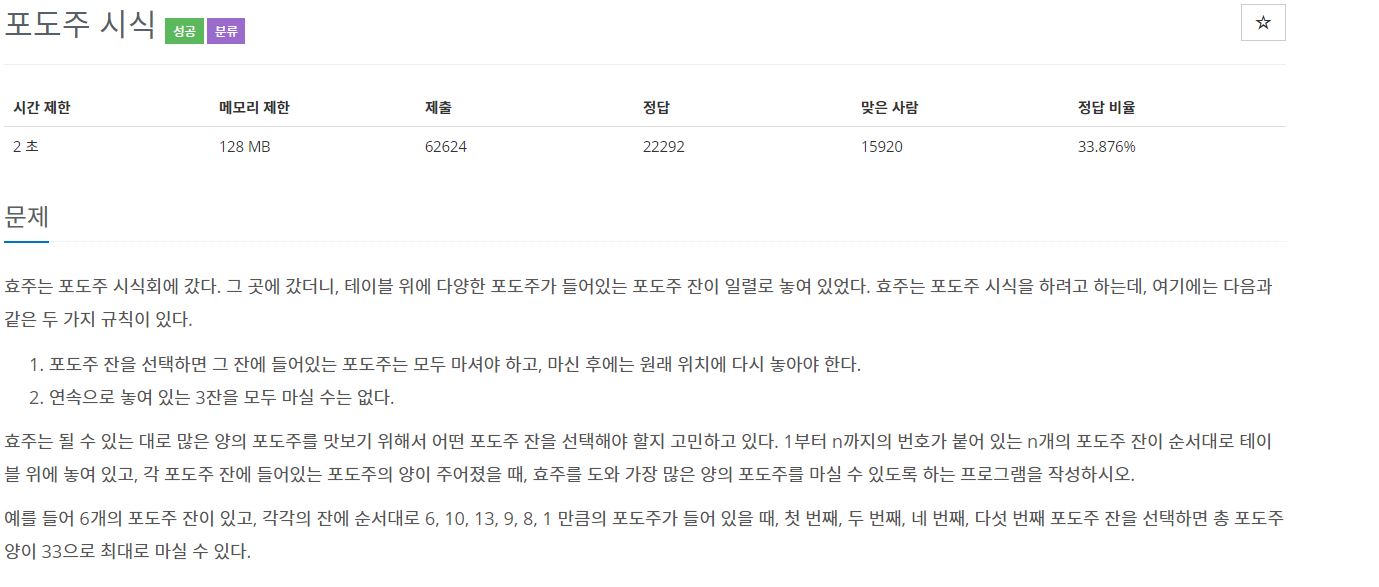 포도주 시식 성공 분류
☆
시간 제한 메모리 제한 제출 정답 맞은 사람 정답 비율
2 초 128 MB 62624 22292 15920 33.876%
문제
효주는 포도주 시식회에 갔다. 그 곳에 갔더니, 테이블 위에 다양한 포도주가 들어있는 포도주 잔이 일렬로 놓여 있었다. 효주는 포도주 시식을 하려고 하는데, 여기에는 다음과
같은 두 가지 규칙이 있다.
1. 포도주 잔을 선택하면 그 잔에 들어있는 포도주는 모두 마셔야 하고, 마신 후에는 원래 위치에 다시 놓아야 한다.
2. 연속으로 놓여 있는 3잔을 모두 마실 수는 없다.
효주는 될 수 있는 대로 많은 양의 포도주를 맛보기 위해서 어떤 포도주 잔을 선택해야 할지 고민하고 있다. 1부터 n까지의 번호가 붙어 있는 n개의 포도주 잔이 순서대로 테이
블 위에 놓여 있고, 각 포도주 잔에 들어있는 포도주의 양이 주어졌을 때, 효주를 도와 가장 많은 양의 포도주를 마실 수 있도록 하는 프로그램을 작성하시오.
예를 들어 6개의 포도주 잔이 있고, 각각의 잔에 순서대로 6, 10, 13, 9, 8, 1 만큼의 포도주가 들어 있을 때, 첫 번째, 두 번째, 네 번째, 다섯 번째 포도주 잔을 선택하면 총 포도주
양이 33으로 최대로 마실 수 있다.